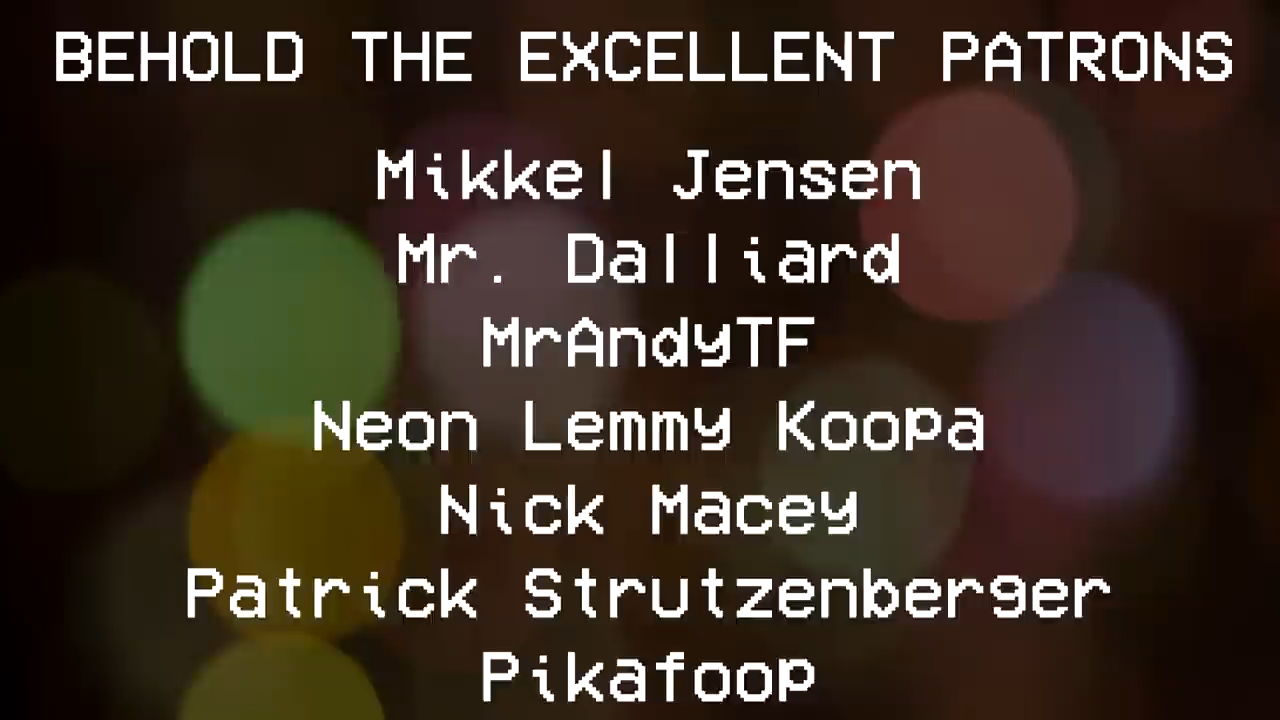 BEHOLD THE EXCELLENT PATRONS
Mikkel Jensen
Mr. Dalliard
MrAndyTF
Neon Lemmy Koopa
Nick Macey
Patrick Strutzenberger
Pikafoop